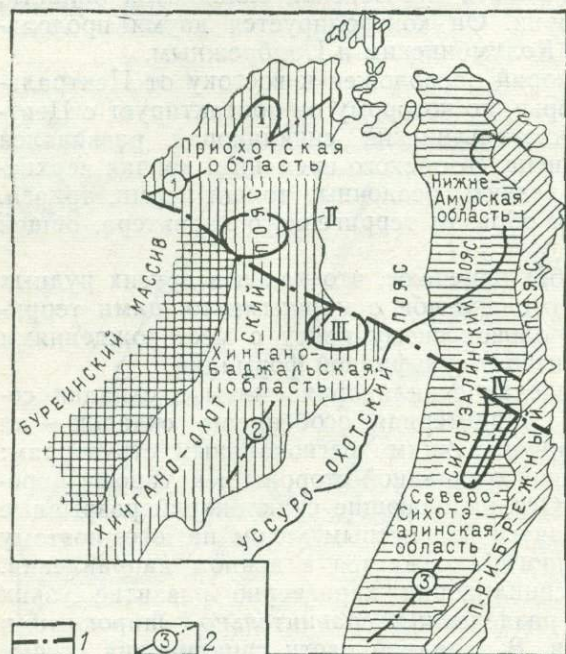 Приохотская
область
1
II
Нижне-
Амурская
область
БУРЕИНСКИЙ МАССИВ
ХИНГАНО-ОХОТСКИЙ ПО
III
Хингано-
Баджальская
область
2
УССУРО-ОХОТСКИЙ ПОЯС
СИХОТЭАЛИНСКИЙ ПОЯС
IV
ПРИБРЕЖНЫЙ ПОЯС
Северо-
Сихотэ-
алинская
область
3
1
3
2